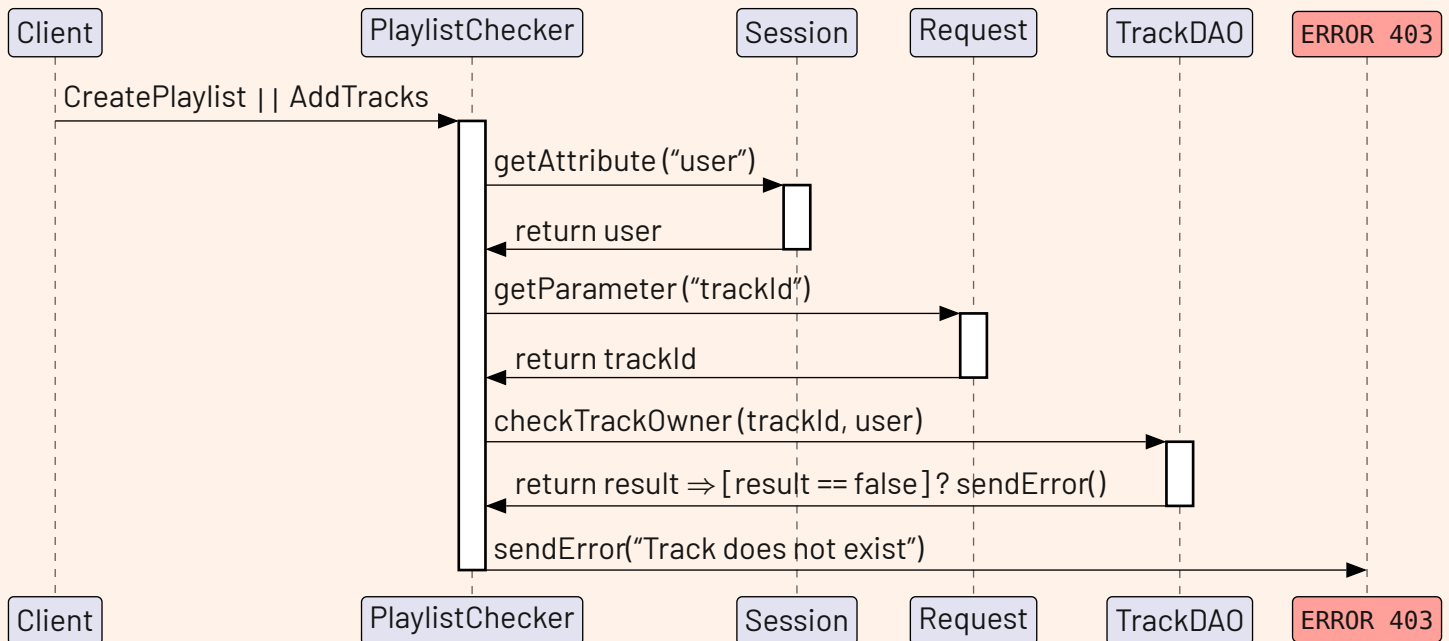 Client PlaylistChecker Session Request TrackDAO ERROR 403
CreatePlaylist || AddTracks
getAttribute (“user”)
return user
getParameter (“trackId”)
return trackId
checkTrackOwner (trackId, user)
return result ⇒ [result == false] ? sendError()
sendError(“Track does not exist”)
Client PlaylistChecker Session Request TrackDAO ERROR 403